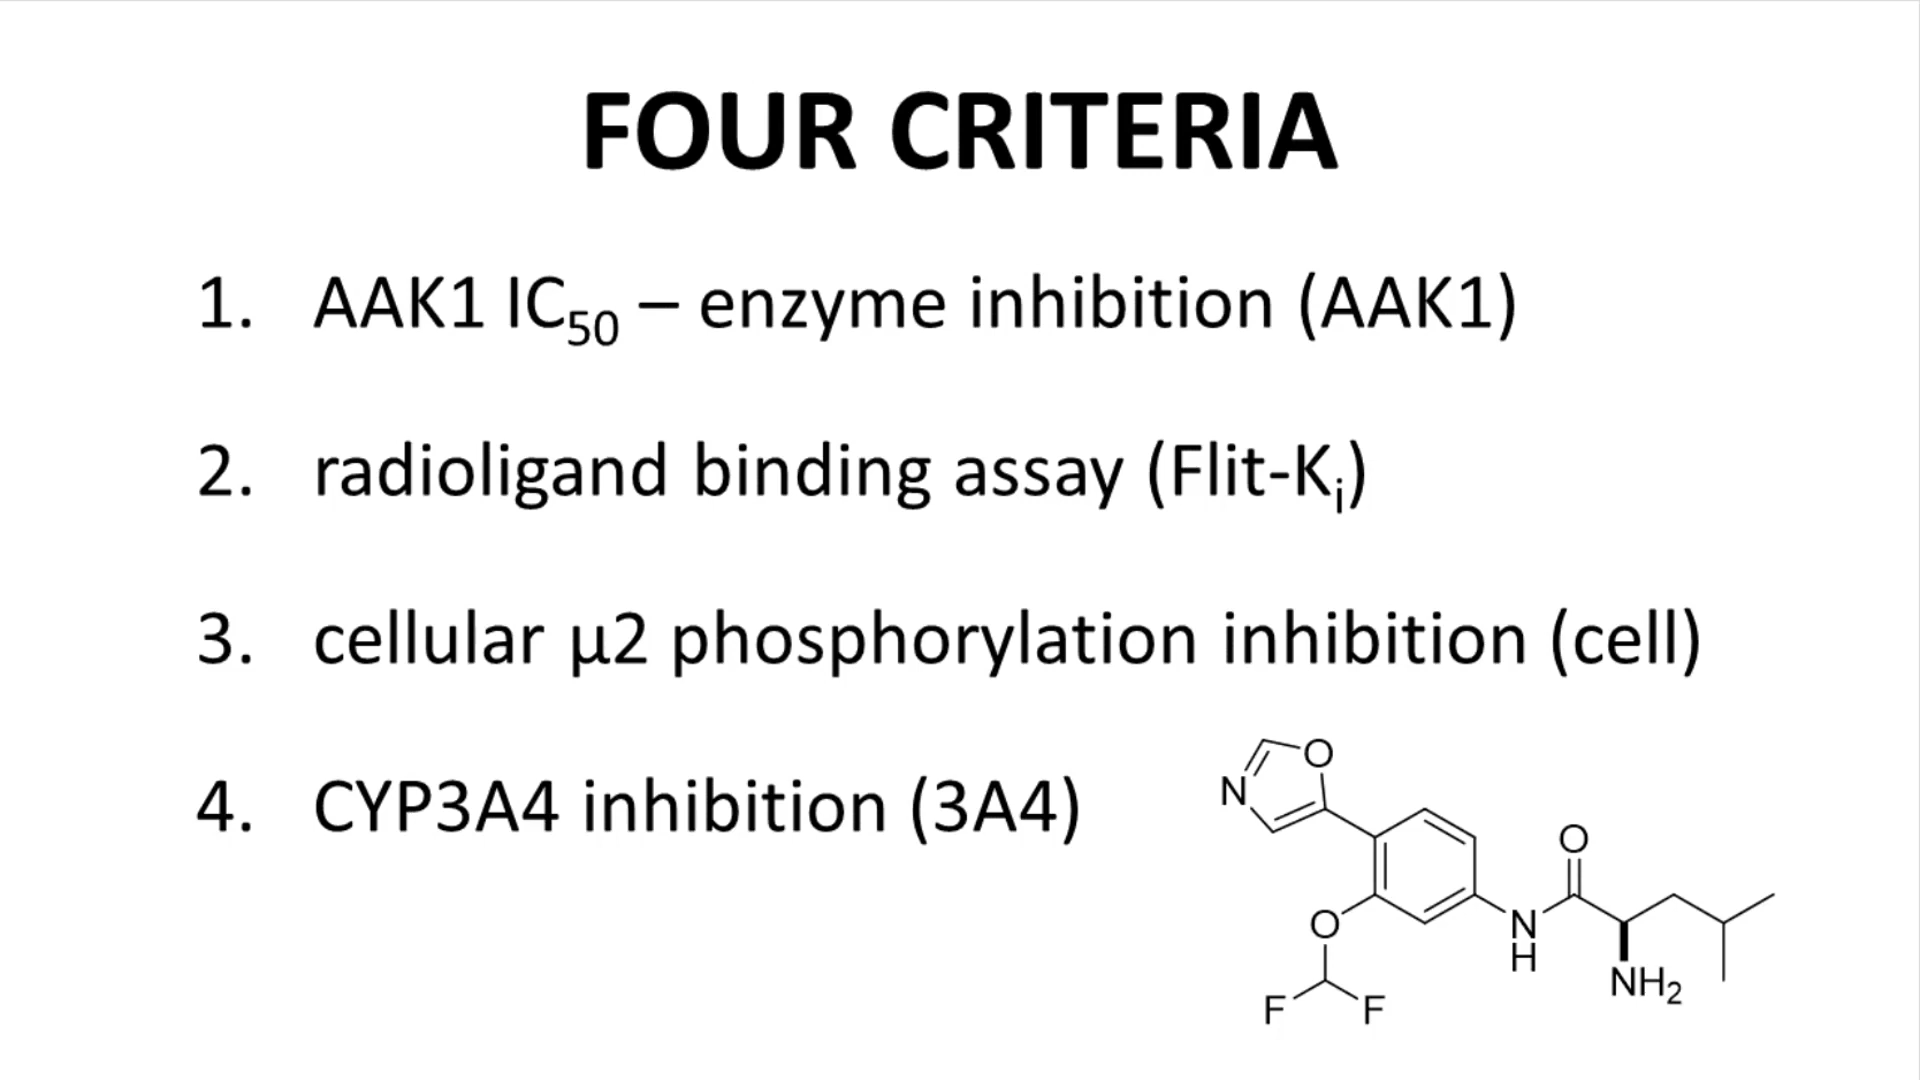 FOUR CRITERIA
1. AAK1 IC50 – enzyme inhibition (AAK1)
2. radioligand binding assay (Flit-Ki)
3. cellular µ2 phosphorylation inhibition (cell)
4. CYP3A4 inhibition (3A4)
O
N
O
O
N
H
NH2
F F